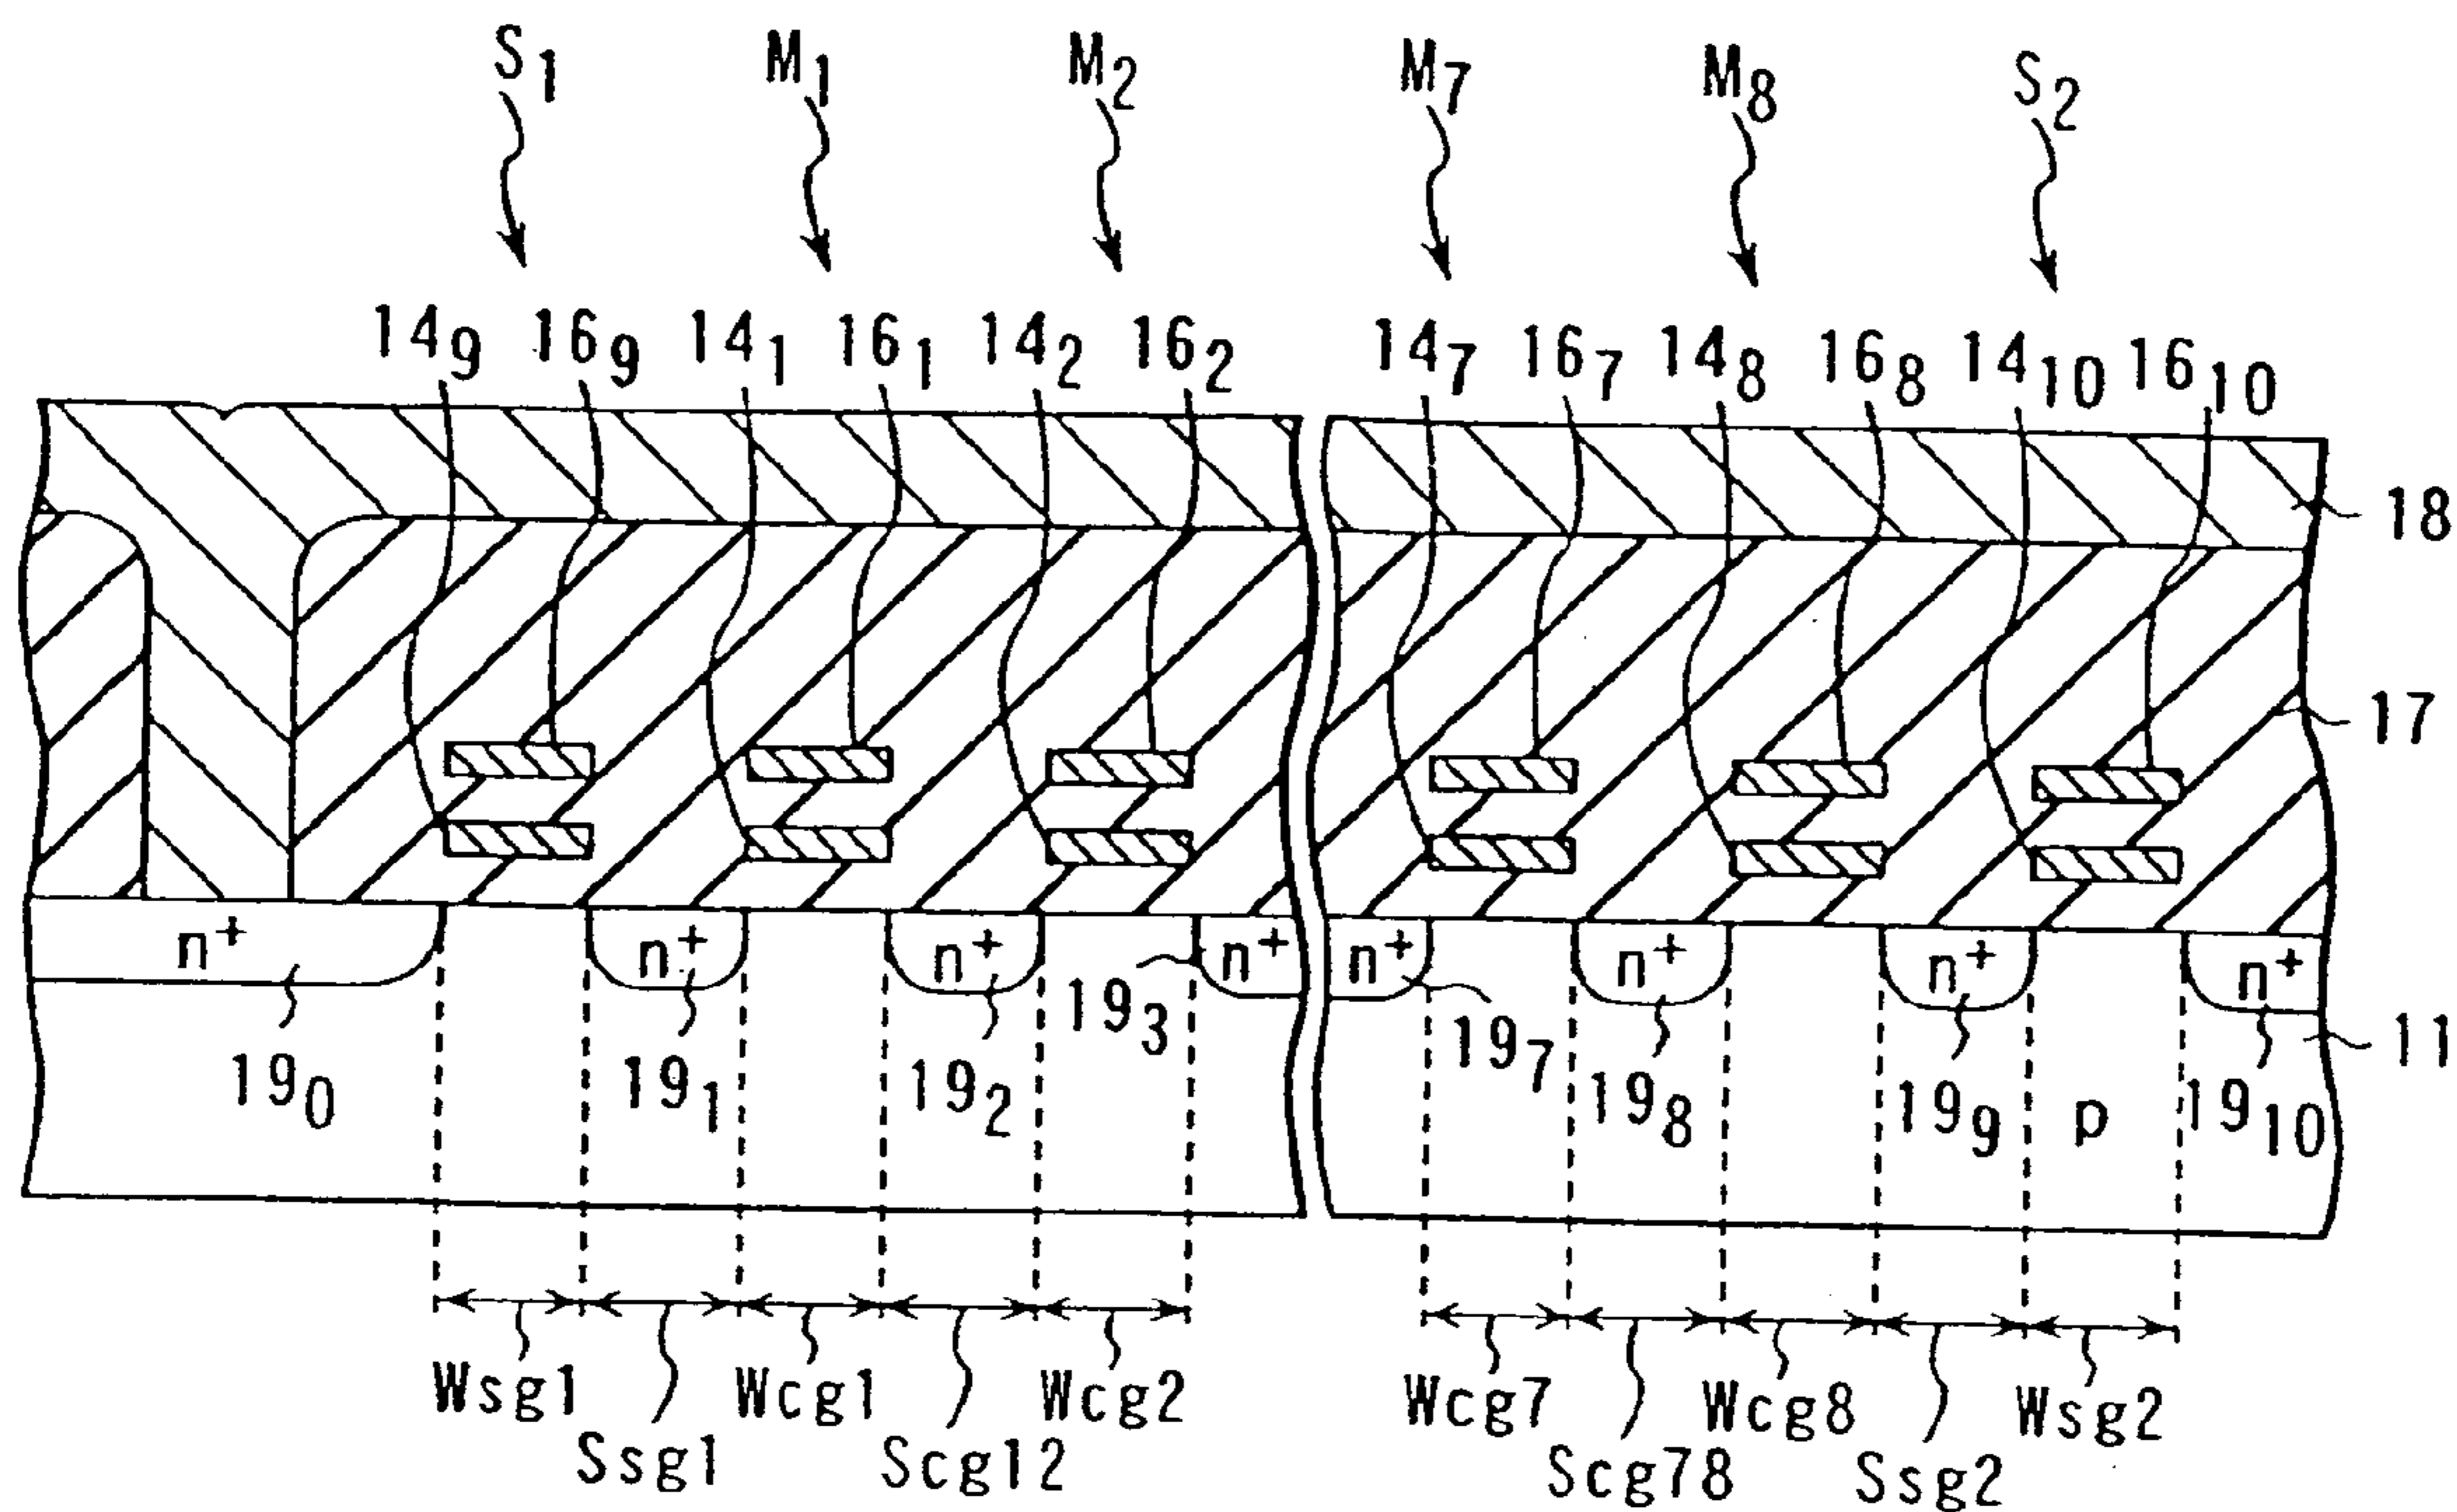 S₁ M₁ M₂ M₇ M₈ S₂
14₉ 16₉ 14₁ 16₁ 14₂ 16₂ 14₇ 16₇ 14₈ 16₈ 14₁₀ 16₁₀
18
17
n⁺ n⁺ n⁺ n⁺ n⁺ n⁺ n⁺ n⁺
19₀ 19₁ 19₂ 19₃ 19₇ 19₈ 19₉ p 19₁₀ 11
Wsg1 Wcg1 Wcg2 Wcg7 Wcg8 Wsg2
Ssg1 Scg12 Scg78 Ssg2